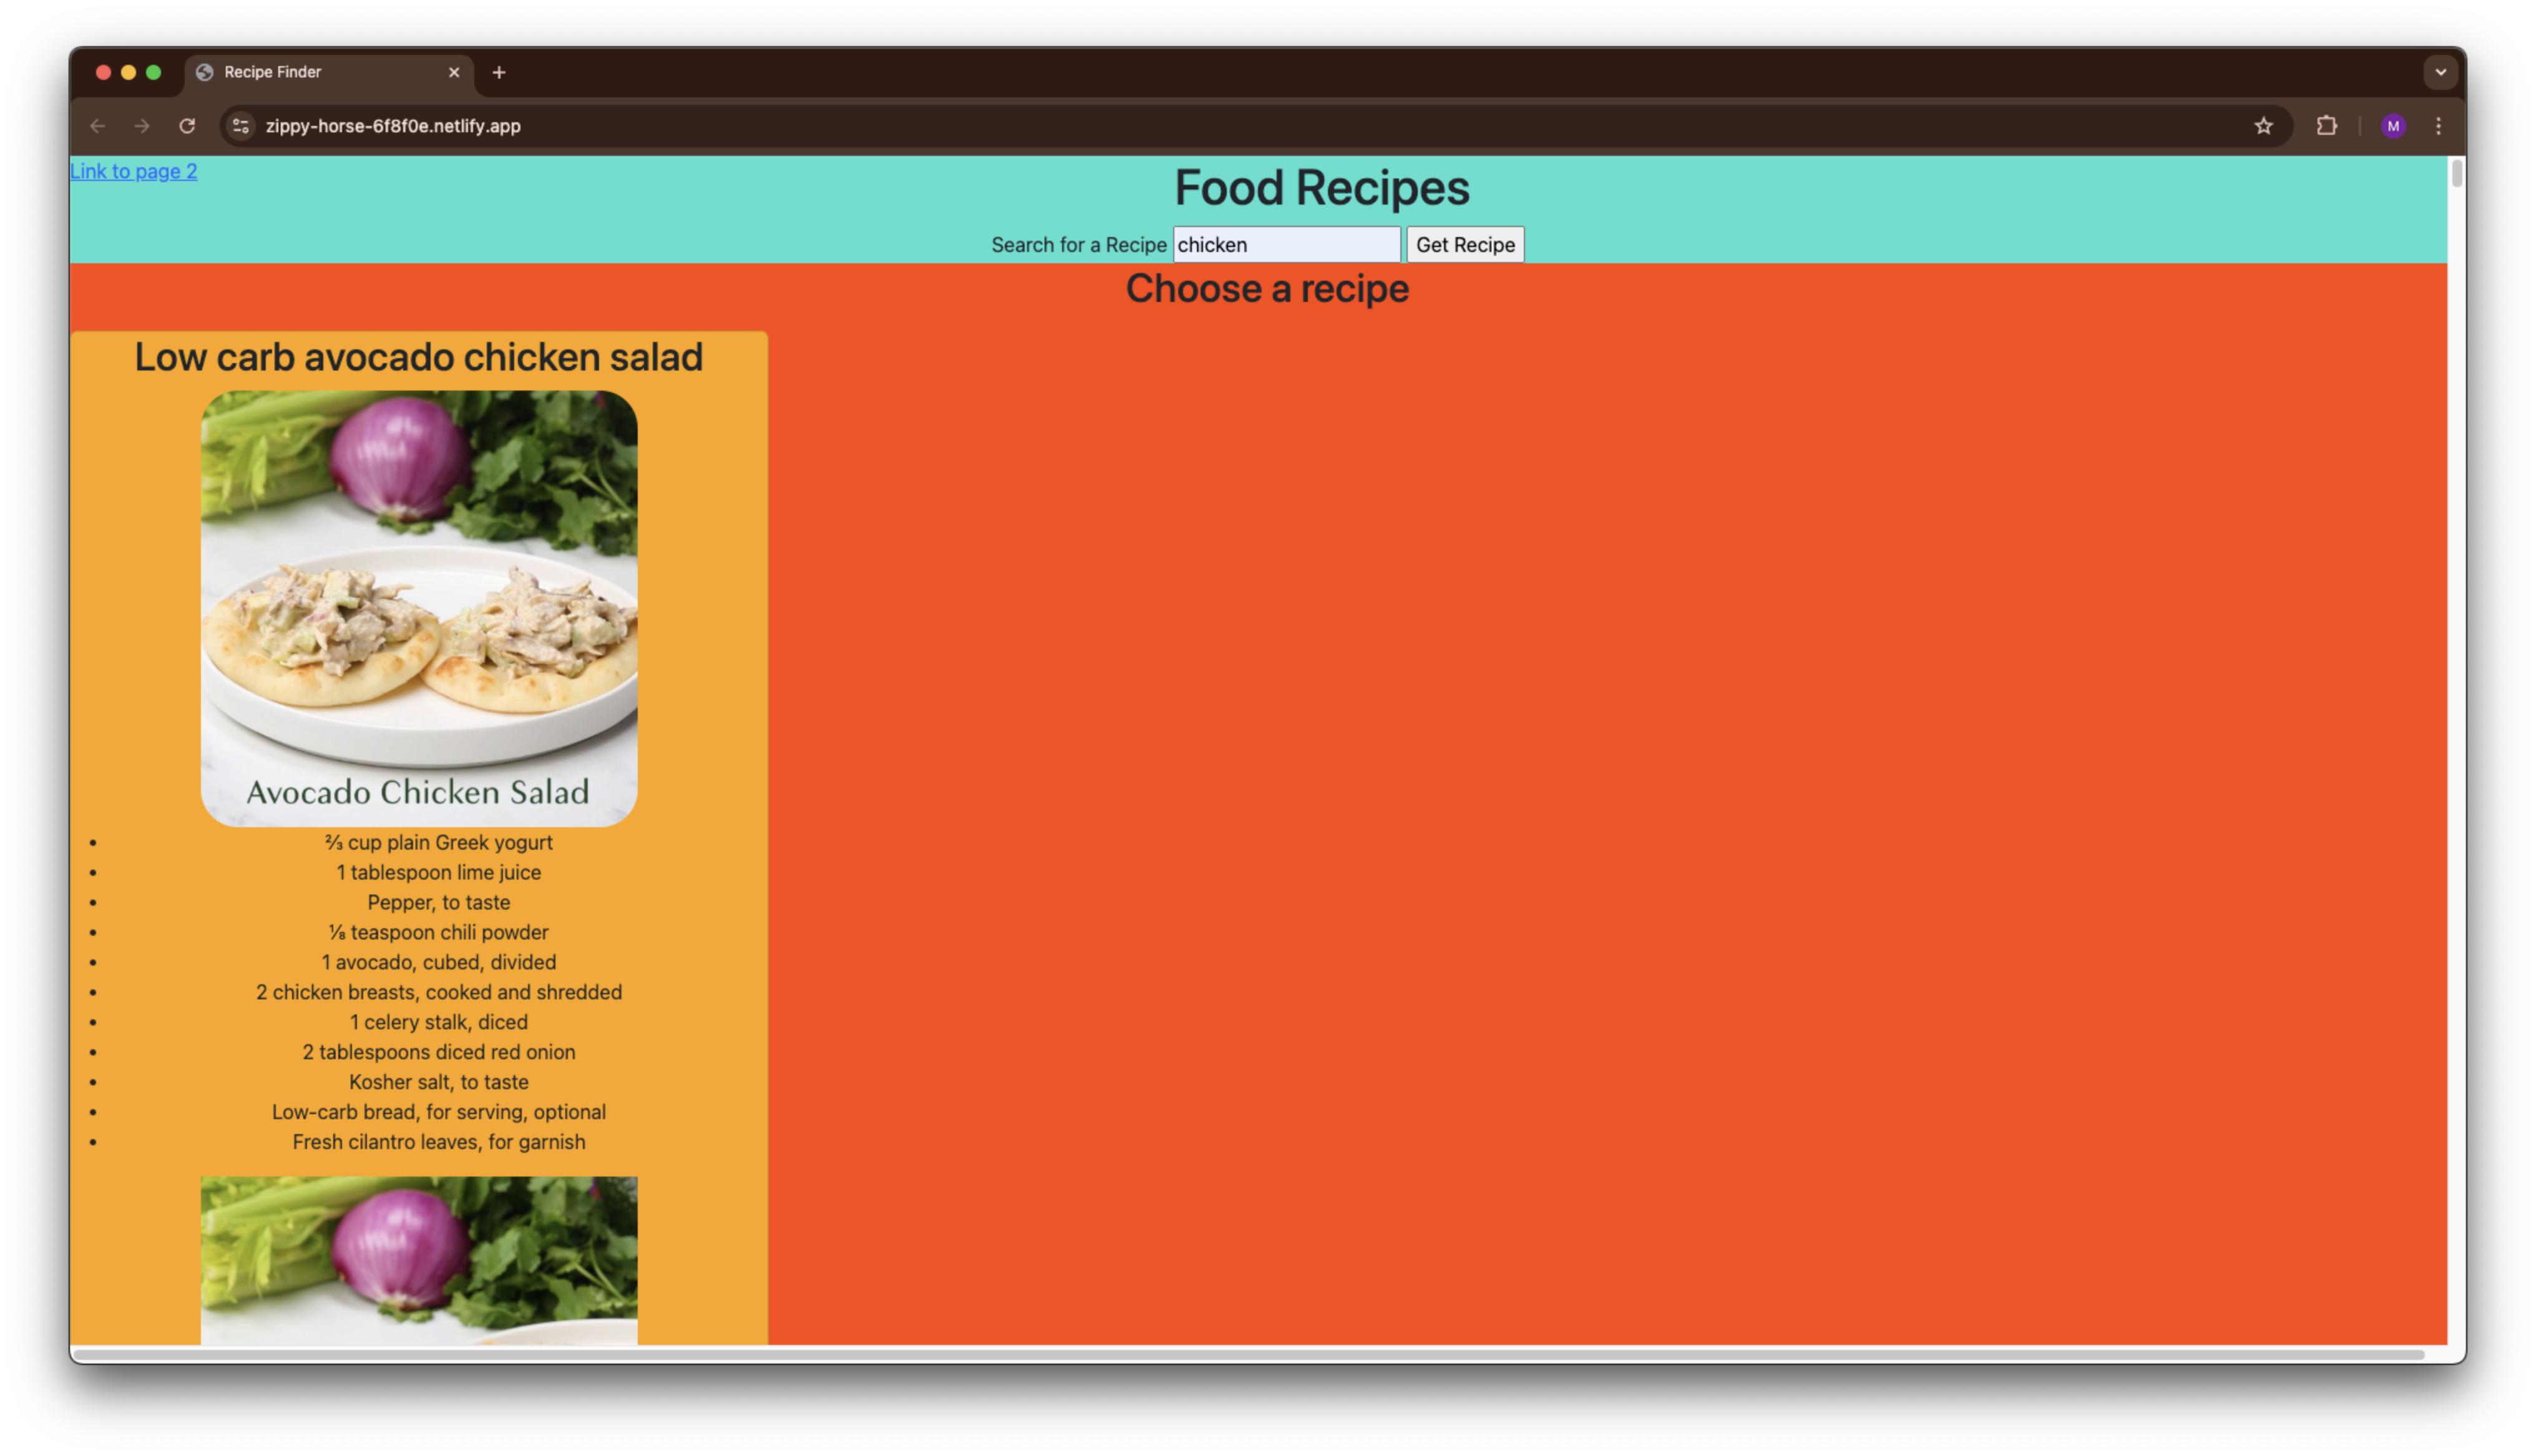 Recipe Finder
zippy-horse-6f8f0e.netlify.app
M
Link to page 2
Food Recipes
Search for a Recipe chicken Get Recipe
Choose a recipe
Low carb avocado chicken salad
Avocado Chicken Salad
⅔ cup plain Greek yogurt
1 tablespoon lime juice
Pepper, to taste
⅛ teaspoon chili powder
1 avocado, cubed, divided
2 chicken breasts, cooked and shredded
1 celery stalk, diced
2 tablespoons diced red onion
Kosher salt, to taste
Low-carb bread, for serving, optional
Fresh cilantro leaves, for garnish